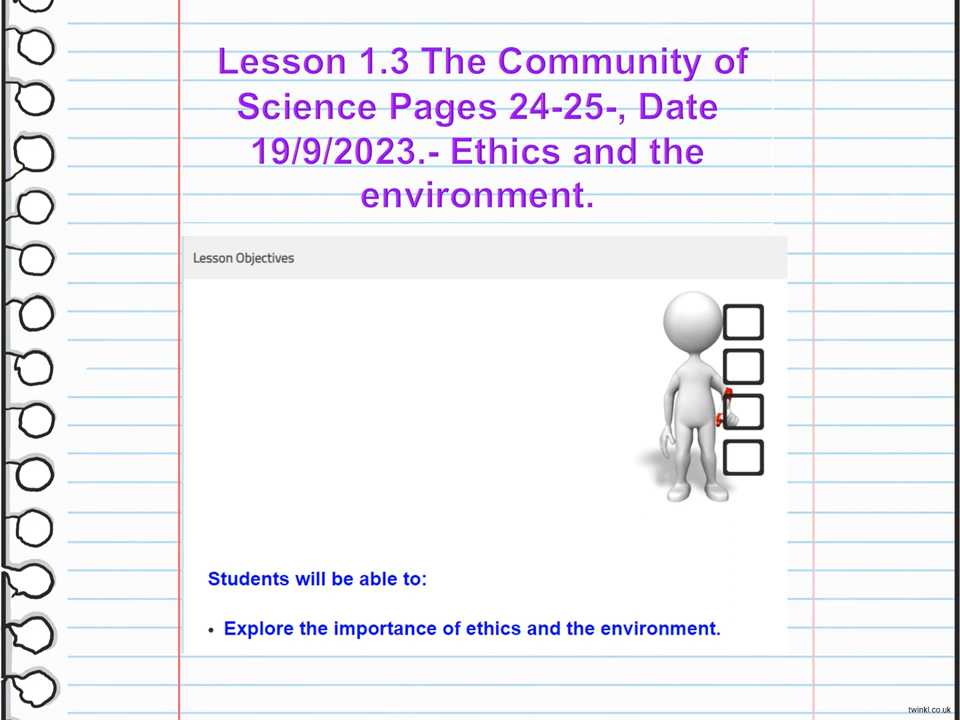 Lesson 1.3 The Community of
Science Pages 24-25-, Date
19/9/2023.- Ethics and the
environment.
Lesson Objectives
Students will be able to:
• Explore the importance of ethics and the environment.
twinkl.co.uk